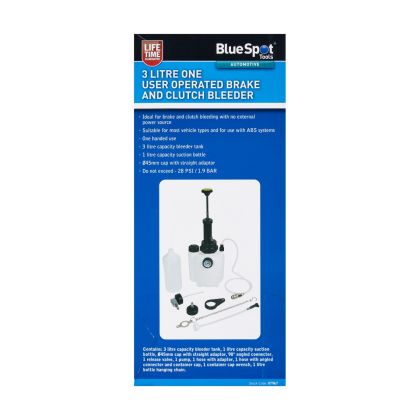 LIFE
TIME
GUARANTEE
BlueSpot
Tools
AUTOMOTIVE
3 LITRE ONE
USER OPERATED BRAKE
AND CLUTCH BLEEDER
- Ideal for brake and clutch bleeding with no external
power source
- Suitable for most vehicle types and for use with ABS systems
- One handed use
- 3 litre capacity bleeder tank
- 1 litre capacity suction bottle
- Ø45mm cap with straight adaptor
- Do not exceed - 28 PSI / 1.9 BAR
Contains: 3 litre capacity bleeder tank, 1 litre capacity suction
bottle, Ø45mm cap with straight adaptor, 90° angled connector,
1 release valve, 1 pump, 1 hose with adaptor, 1 hose with angled
connector and container cap, 1 container cap wrench, 1 litre
bottle hanging chain.
Stock Code: 07967